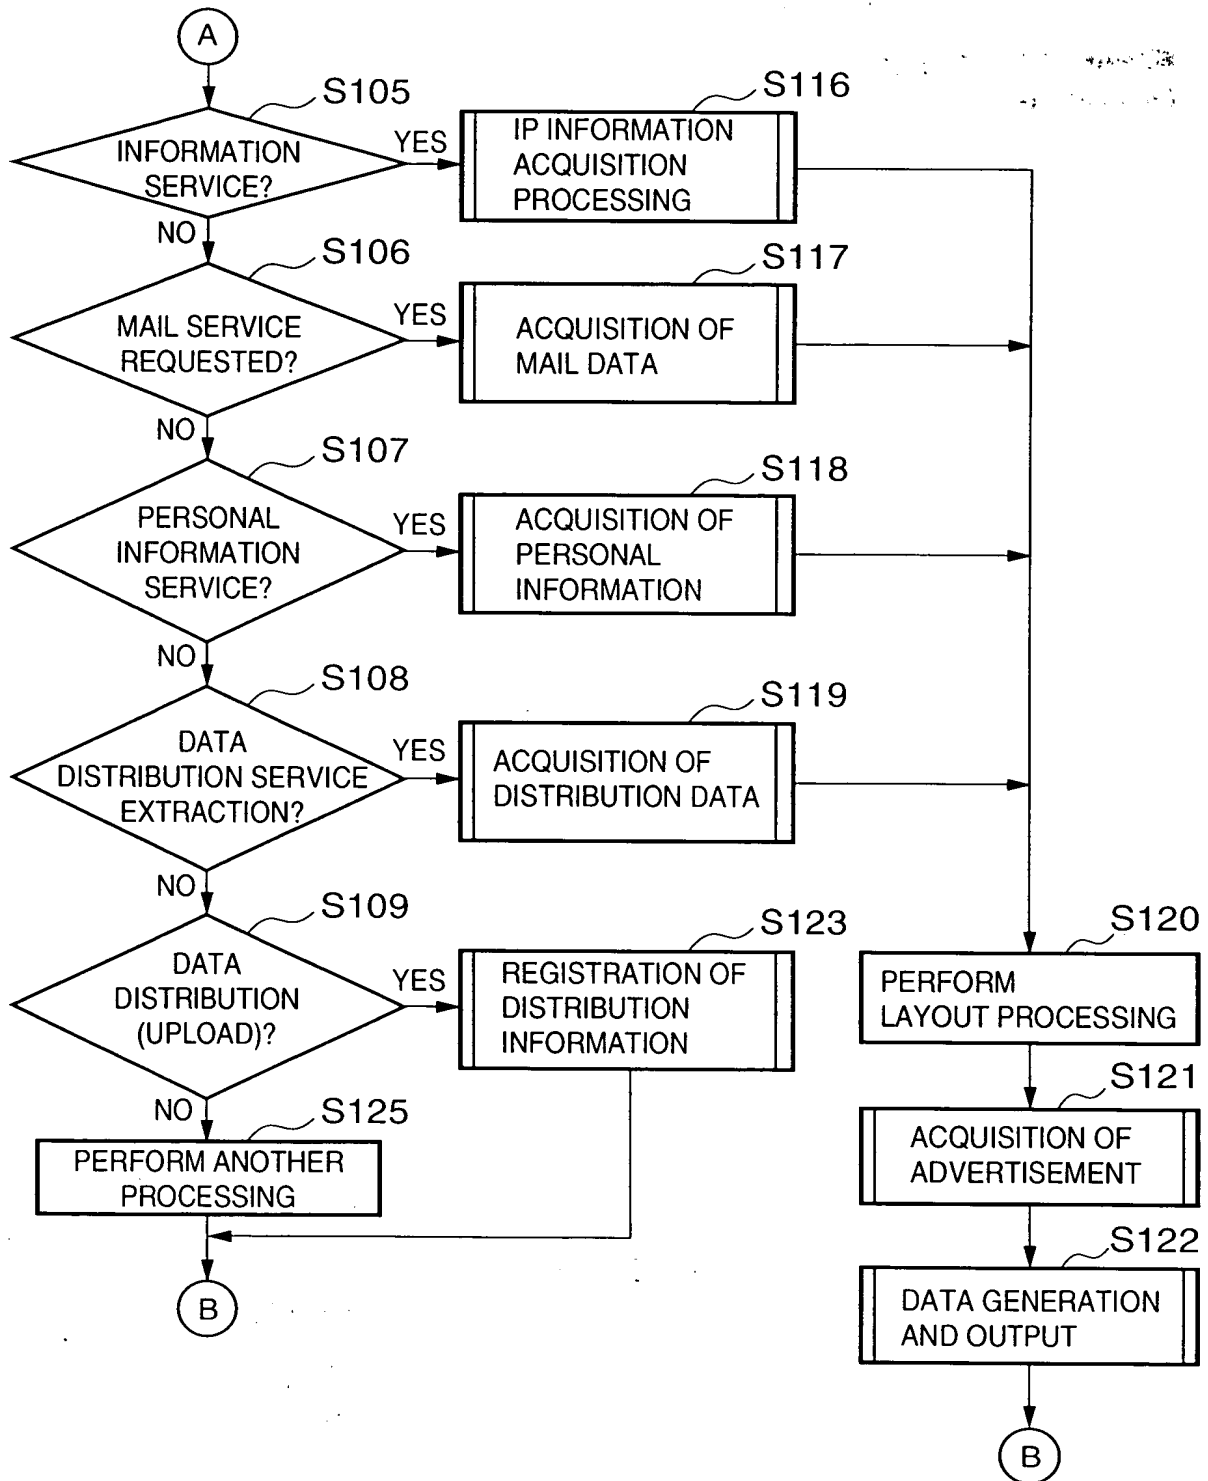 A
S105
INFORMATION
SERVICE?
YES
NO
S116
IP INFORMATION
ACQUISITION
PROCESSING
S106
MAIL SERVICE
REQUESTED?
YES
NO
S117
ACQUISITION OF
MAIL DATA
S107
PERSONAL
INFORMATION
SERVICE?
YES
NO
S118
ACQUISITION OF
PERSONAL
INFORMATION
S108
DATA
DISTRIBUTION SERVICE
EXTRACTION?
YES
NO
S119
ACQUISITION OF
DISTRIBUTION DATA
S109
DATA
DISTRIBUTION
(UPLOAD)?
YES
NO
S123
REGISTRATION OF
DISTRIBUTION
INFORMATION
S125
PERFORM ANOTHER
PROCESSING
B
S120
PERFORM
LAYOUT PROCESSING
S121
ACQUISITION OF
ADVERTISEMENT
S122
DATA GENERATION
AND OUTPUT
B